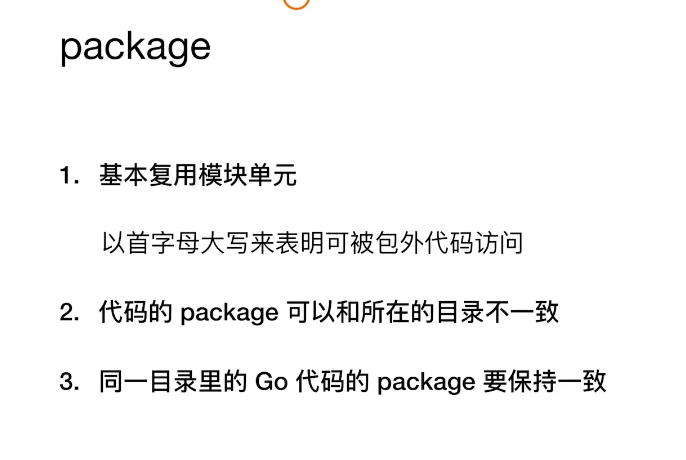 package
1. 基本复用模块单元
以首字母大写来表明可被包外代码访问
2. 代码的 package 可以和所在的目录不一致
3. 同一目录里的 Go 代码的 package 要保持一致